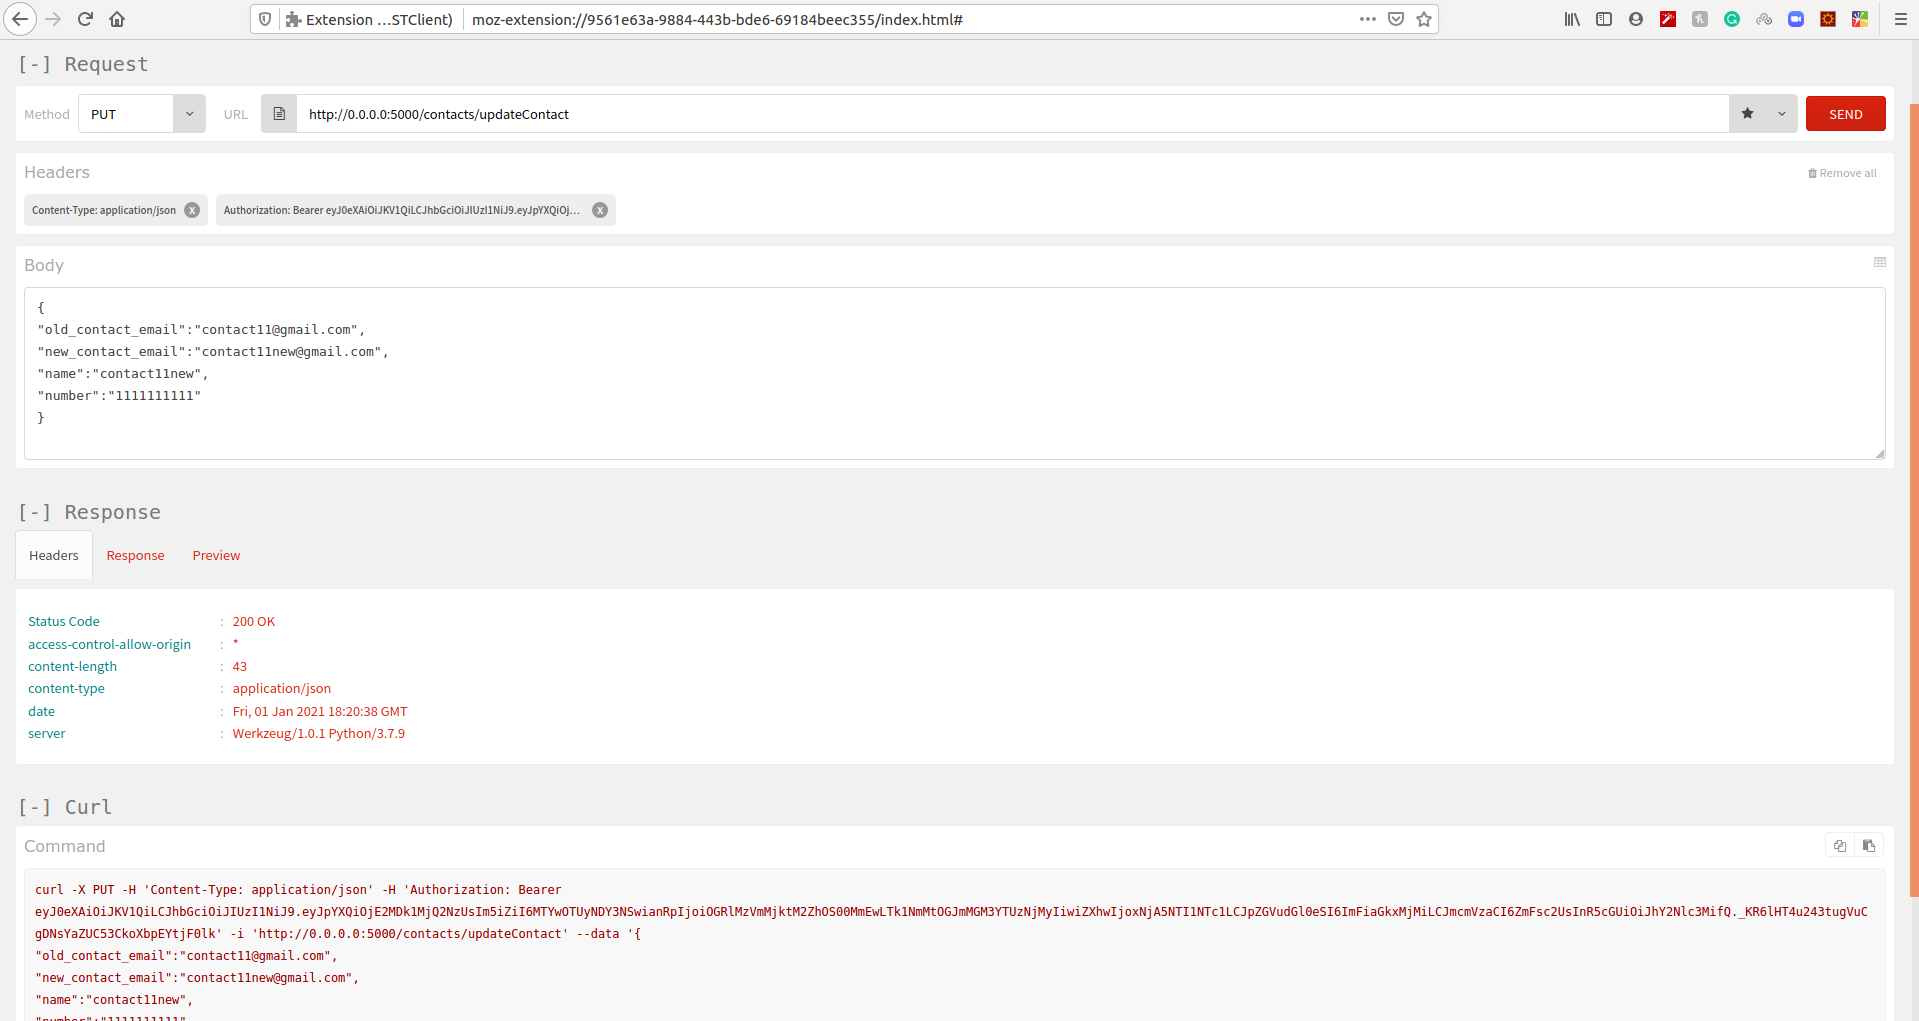 Extension ...STClient) moz-extension://9561e63a-9884-443b-bde6-69184beec355/index.html#
[-] Request
Method PUT URL http://0.0.0.0:5000/contacts/updateContact SEND
Headers Remove all
Content-Type: application/json X Authorization: Bearer eyJ0eXAiOiJKV1QiLCJhbGciOiJIUzI1NiJ9.eyJpYXQiOj... X
Body
{
"old_contact_email":"contact11@gmail.com",
"new_contact_email":"contact11new@gmail.com",
"name":"contact11new",
"number":"1111111111"
}
[-] Response
Headers Response Preview
Status Code : 200 OK
access-control-allow-origin : *
content-length : 43
content-type : application/json
date : Fri, 01 Jan 2021 18:20:38 GMT
server : Werkzeug/1.0.1 Python/3.7.9
[-] Curl
Command
curl -X PUT -H 'Content-Type: application/json' -H 'Authorization: Bearer
eyJ0eXAiOiJKV1QiLCJhbGciOiJIUzI1NiJ9.eyJpYXQiOjE2MDk1MjQ2NzUsIm5iZiI6MTYwOTUyNDY3NSwianRpIjoiOGRlMzVmMjktM2ZhOS00MmEwLTk1NmMtOGJmMGM3YTUzNjMyIiwiZXhwIjoxNjA5NTI1NTc1LCJpZGVudGl0eSI6ImFiaGkxMjMiLCJmcmVzaCI6ZmFsc2UsInR5cGUiOiJhY2Nlc3MifQ._KR6lHT4u243tugVuC
gDNsYaZUC53CkoXbpEYtjF0lk' -i 'http://0.0.0.0:5000/contacts/updateContact' --data '{
"old_contact_email":"contact11@gmail.com",
"new_contact_email":"contact11new@gmail.com",
"name":"contact11new",
"number":"1111111111"